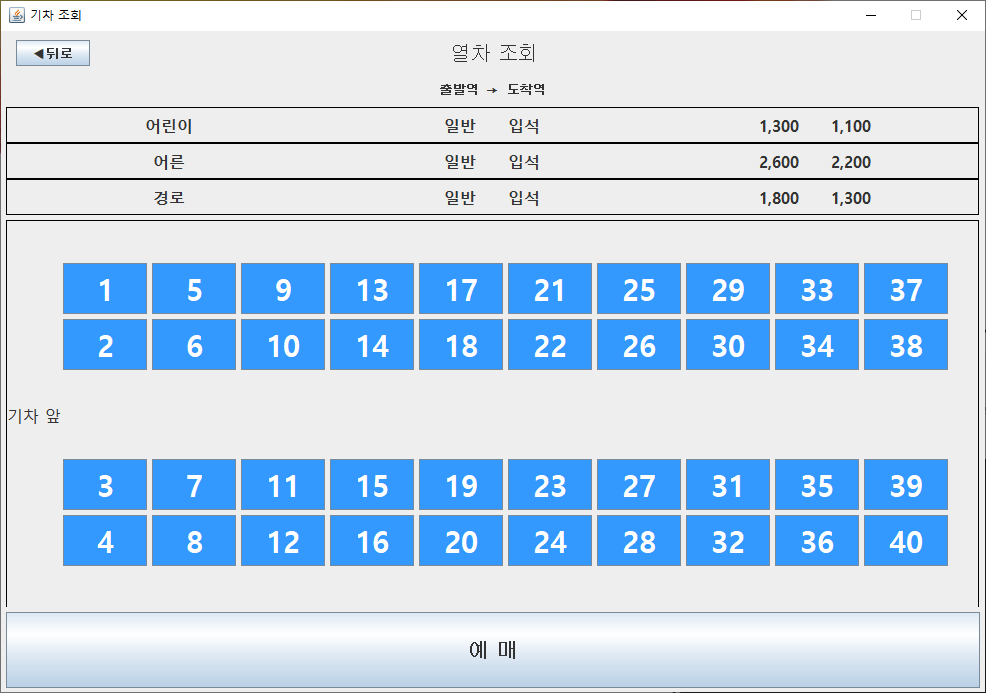 기차 조회
◀뒤로
열차 조회
출발역 → 도착역
어린이 일반 입석 1,300 1,100
어른 일반 입석 2,600 2,200
경로 일반 입석 1,800 1,300
1 5 9 13 17 21 25 29 33 37
2 6 10 14 18 22 26 30 34 38
기차 앞
3 7 11 15 19 23 27 31 35 39
4 8 12 16 20 24 28 32 36 40
예 매